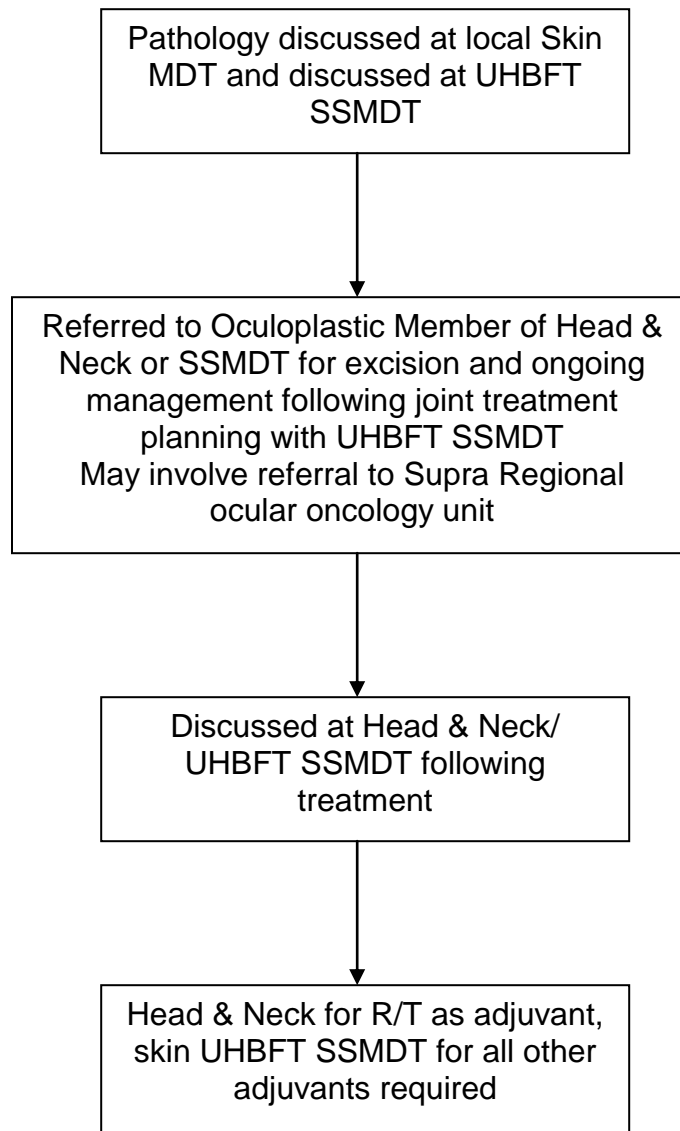 Pathology discussed at local Skin
MDT and discussed at UHBFT
SSMDT
Referred to Oculoplastic Member of Head &
Neck or SSMDT for excision and ongoing
management following joint treatment
planning with UHBFT SSMDT
May involve referral to Supra Regional
ocular oncology unit
Discussed at Head & Neck/
UHBFT SSMDT following
treatment
Head & Neck for R/T as adjuvant,
skin UHBFT SSMDT for all other
adjuvants required